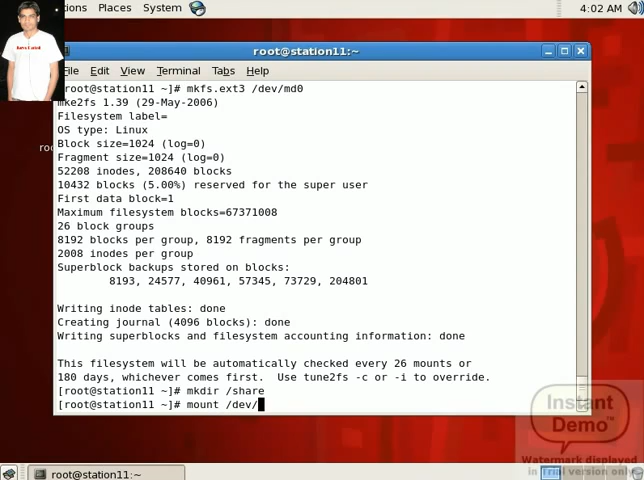 tions Places System
4:02 AM
root@station11:~
File Edit View Terminal Tabs Help
[root@station11 ~]# mkfs.ext3 /dev/md0
mke2fs 1.39 (29-May-2006)
Filesystem label=
OS type: Linux
Block size=1024 (log=0)
Fragment size=1024 (log=0)
52208 inodes, 208640 blocks
10432 blocks (5.00%) reserved for the super user
First data block=1
Maximum filesystem blocks=67371008
26 block groups
8192 blocks per group, 8192 fragments per group
2008 inodes per group
Superblock backups stored on blocks:
8193, 24577, 40961, 57345, 73729, 204801
Writing inode tables: done
Creating journal (4096 blocks): done
Writing superblocks and filesystem accounting information: done
This filesystem will be automatically checked every 26 mounts or
180 days, whichever comes first. Use tune2fs -c or -i to override.
[root@station11 ~]# mkdir /share
[root@station11 ~]# mount /dev/
roo
Instant
Demo™
Watermark displayed
in trial version only
root@station11:~